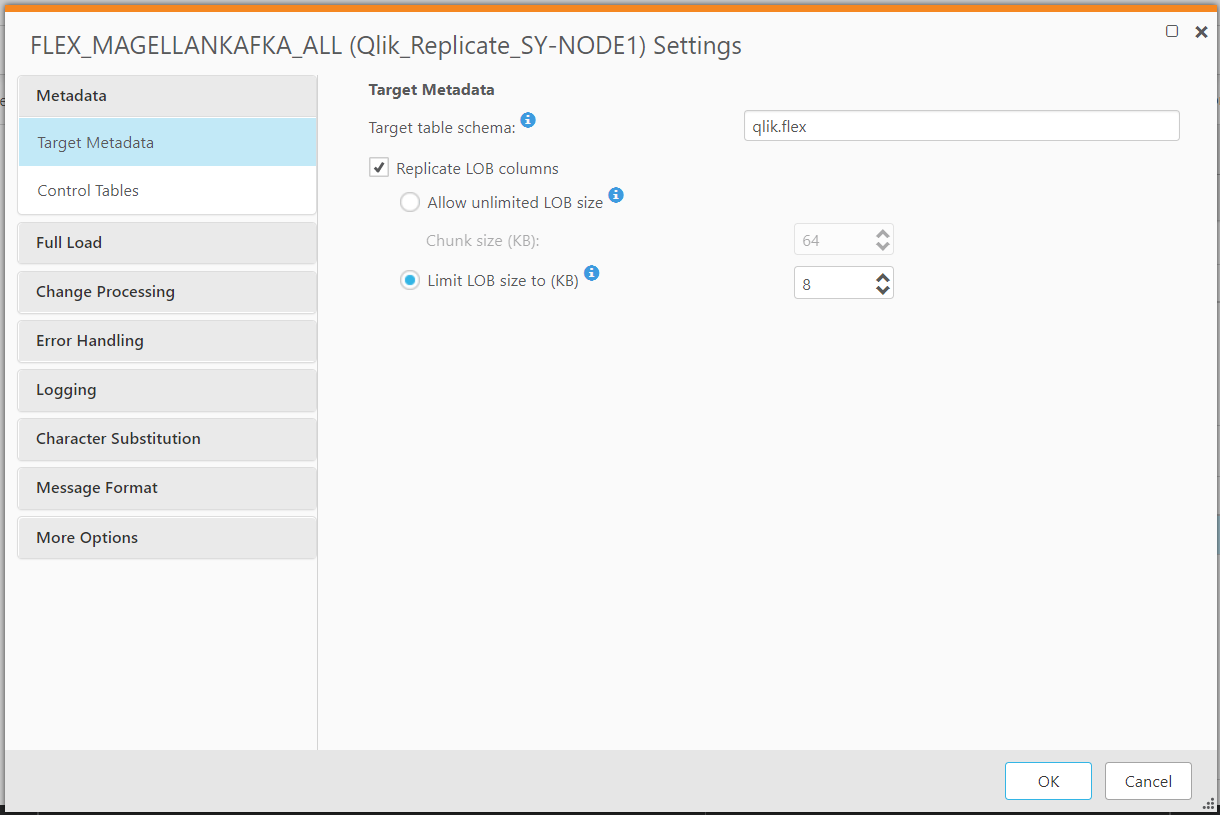 FLEX_MAGELLANKAFKA_ALL (Qlik_Replicate_SY-NODE1) Settings
Metadata
Target Metadata
Control Tables
Full Load
Change Processing
Error Handling
Logging
Character Substitution
Message Format
More Options
Target Metadata
Target table schema:
qlik.flex
Replicate LOB columns
Allow unlimited LOB size
Chunk size (KB):
64
Limit LOB size to (KB)
8
OK
Cancel